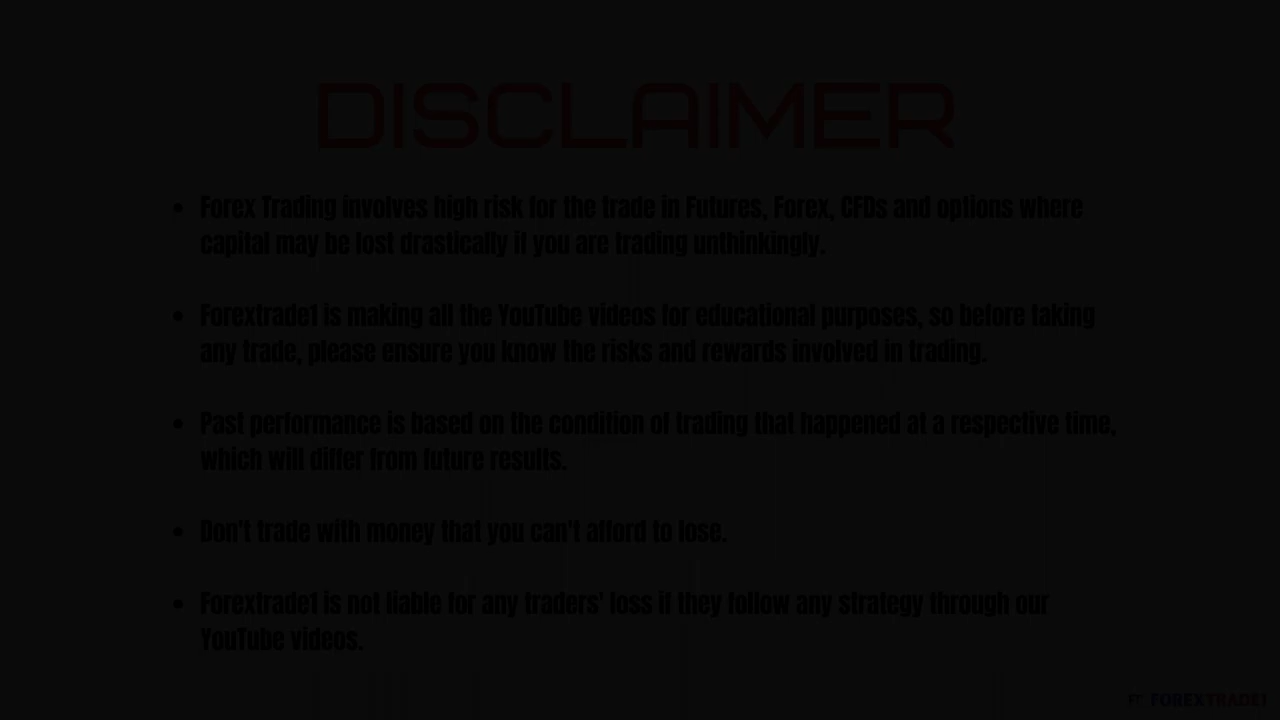 DISCLAIMER
• Forex Trading involves high risk for the trade in Futures, Forex, CFDs and options where
capital may be lost drastically if you are trading unthinkingly.
• Forextrade1 is making all the YouTube videos for educational purposes, so before taking
any trade, please ensure you know the risks and rewards involved in trading.
• Past performance is based on the condition of trading that happened at a respective time,
which will differ from future results.
• Don't trade with money that you can't afford to lose.
• Forextrade1 is not liable for any traders' loss if they follow any strategy through our
YouTube videos.
FOREXTRADE1